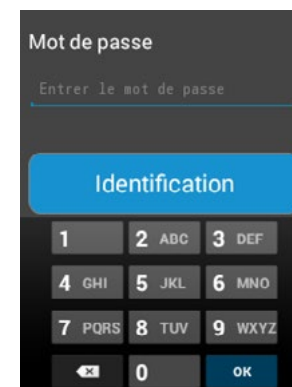 Mot de passe
Entrer le mot de passe
Identification
1 2 ABC 3 DEF
4 GHI 5 JKL 6 MNO
7 PQRS 8 TUV 9 WXYZ
0 OK